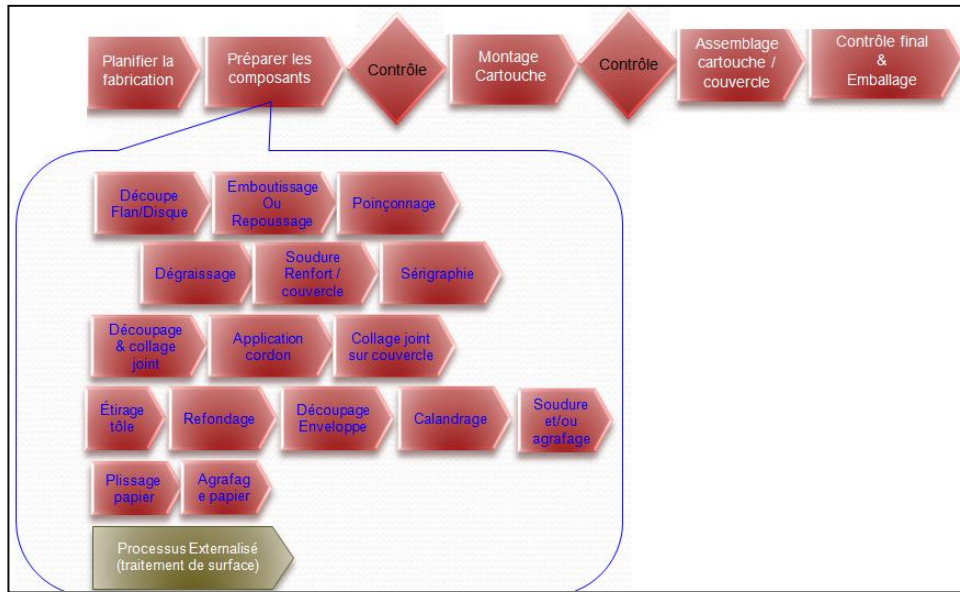 Planifier la
fabrication
Préparer les
composants
Contrôle
Montage
Cartouche
Contrôle
Assemblage
cartouche /
couvercle
Contrôle final
&
Emballage
Découpe
Flan/Disque
Emboutissage
Ou
Repoussage
Poinçonnage
Dégraissage
Soudure
Renfort /
couvercle
Sérigraphie
Découpage
& collage
joint
Application
cordon
Collage joint
sur couvercle
Étirage
tôle
Refondage
Découpage
Enveloppe
Calandrage
Soudure
et/ou
agrafage
Plissage
papier
Agrafag
e papier
Processus Externalisé
(traitement de surface)